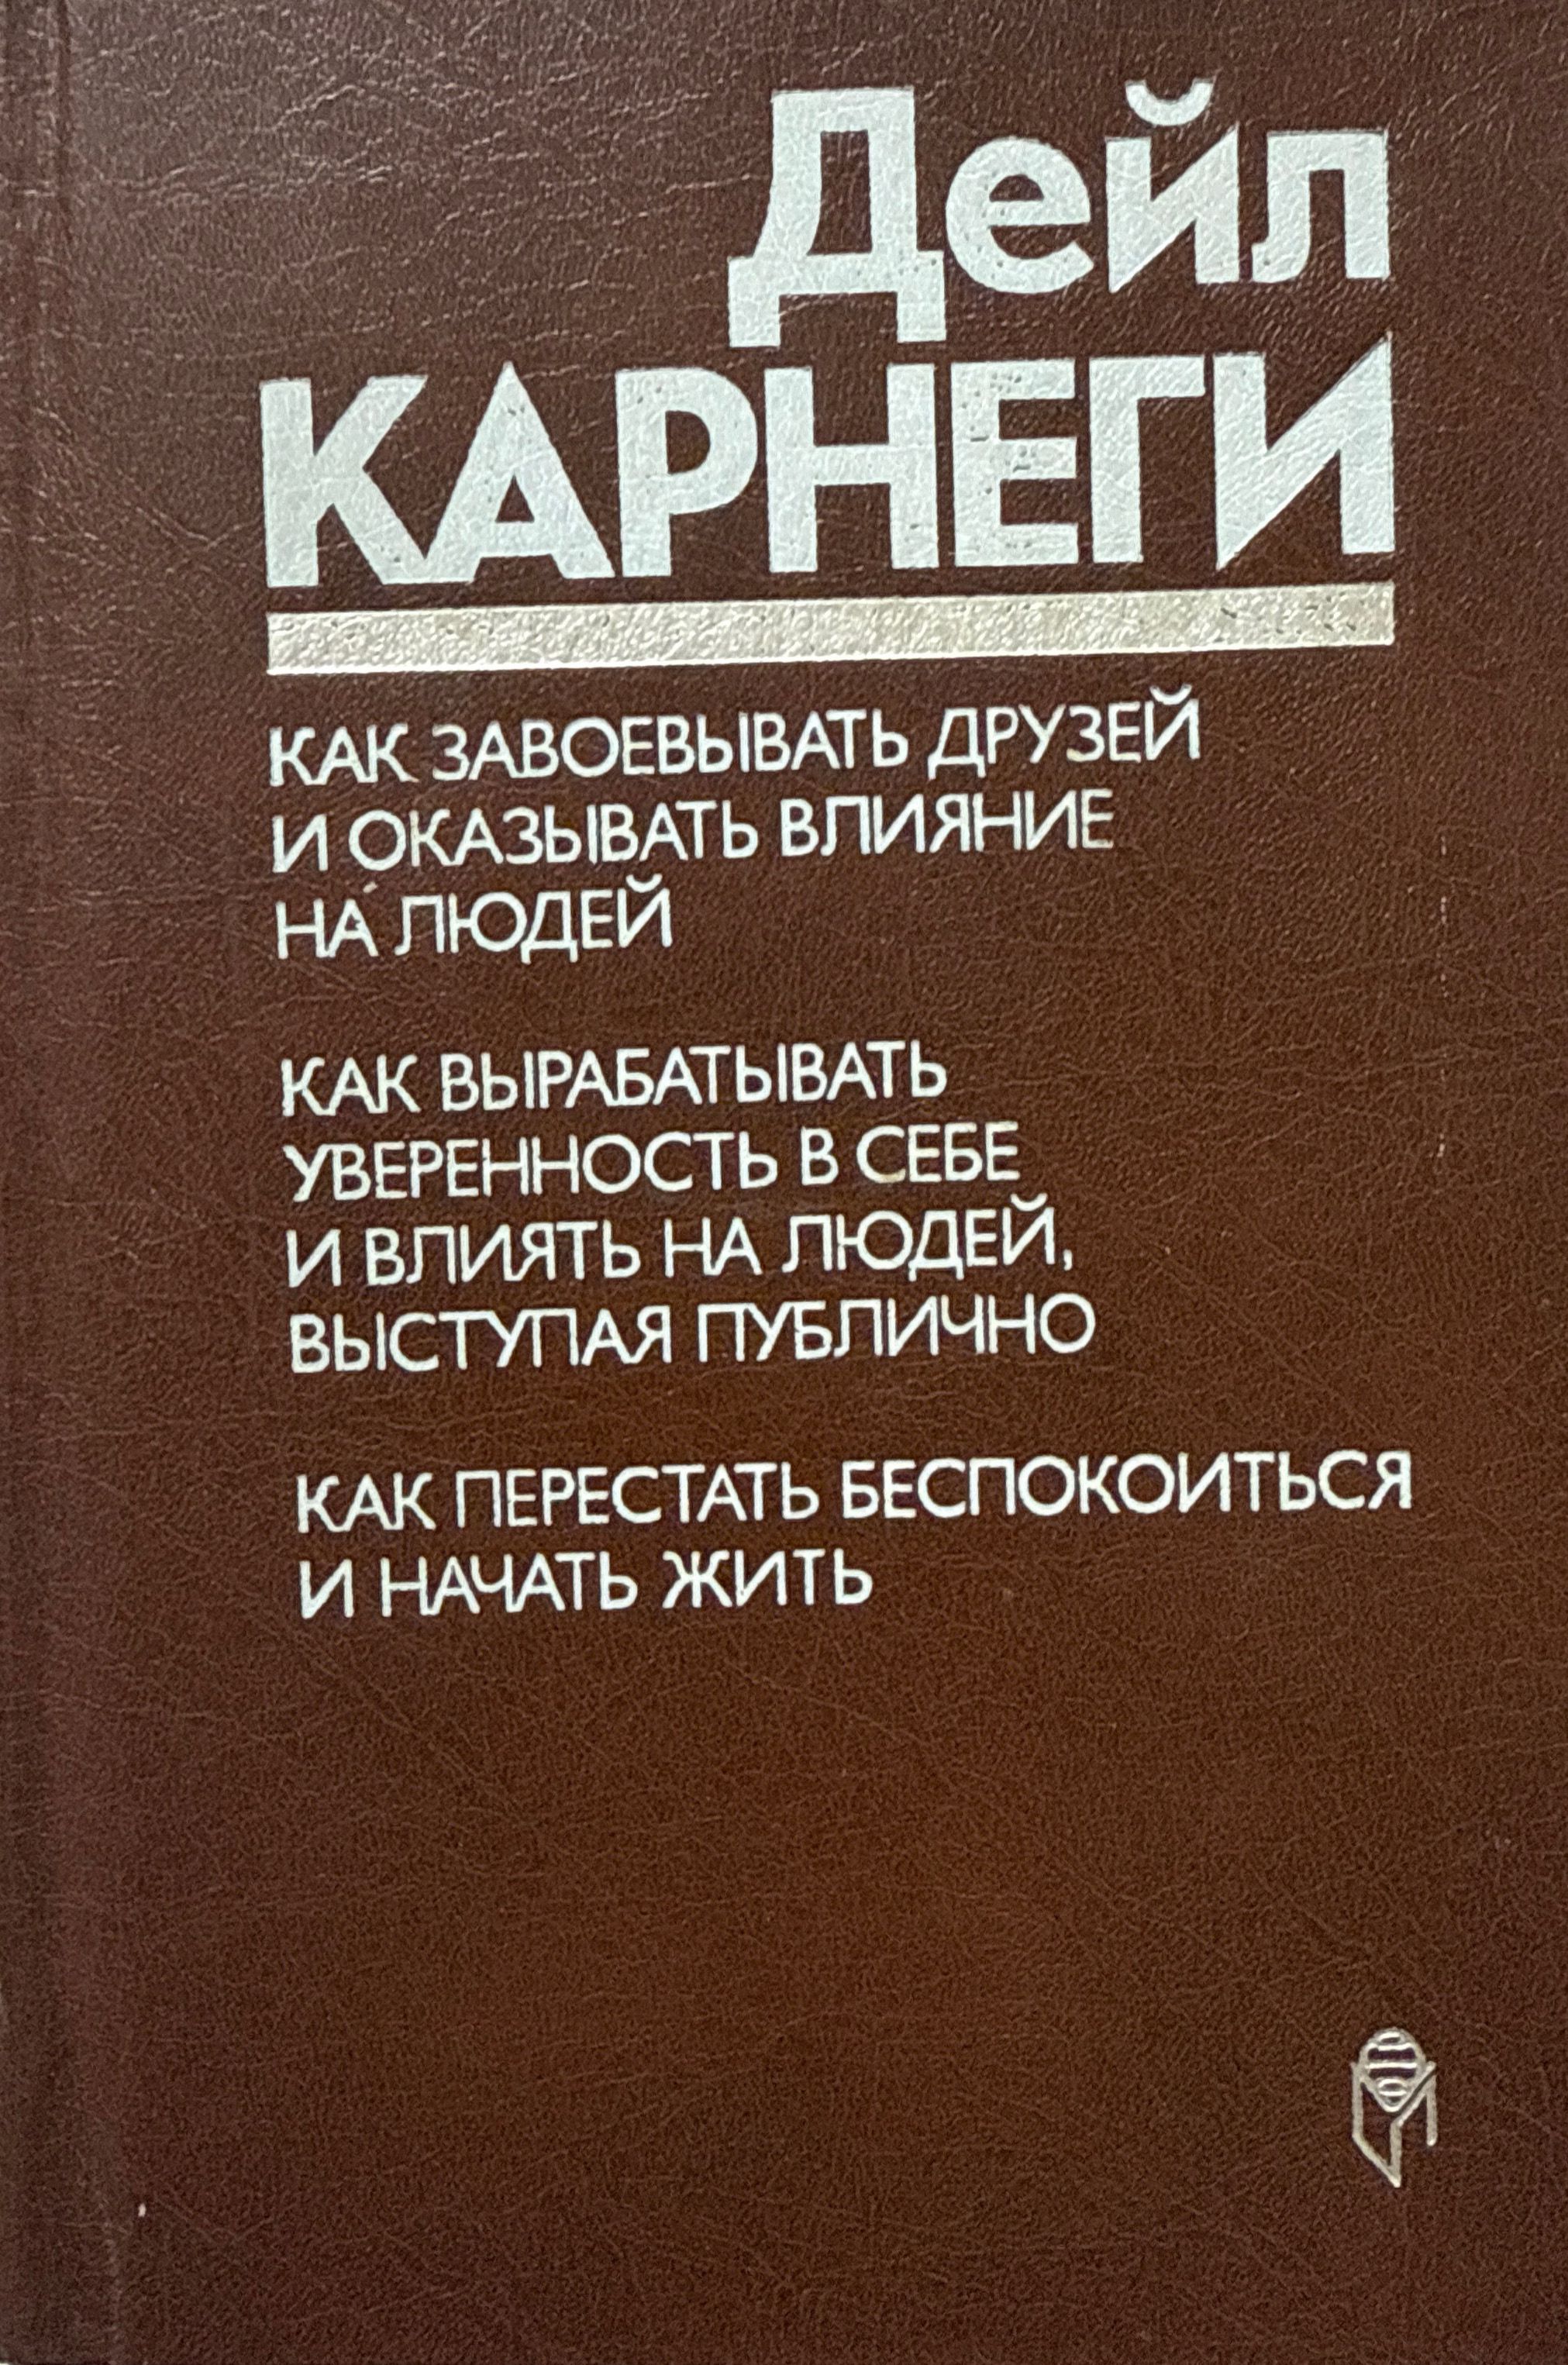 Дейл
КАРНЕГИ
КАК ЗАВОЕВЫВАТЬ ДРУЗЕЙ
И ОКАЗЫВАТЬ ВЛИЯНИЕ
НА ЛЮДЕЙ
КАК ВЫРАБАТЫВАТЬ
УВЕРЕННОСТЬ В СЕБЕ
И ВЛИЯТЬ НА ЛЮДЕЙ,
ВЫСТУПАЯ ПУБЛИЧНО
КАК ПЕРЕСТАТЬ БЕСПОКОИТЬСЯ
И НАЧАТЬ ЖИТЬ